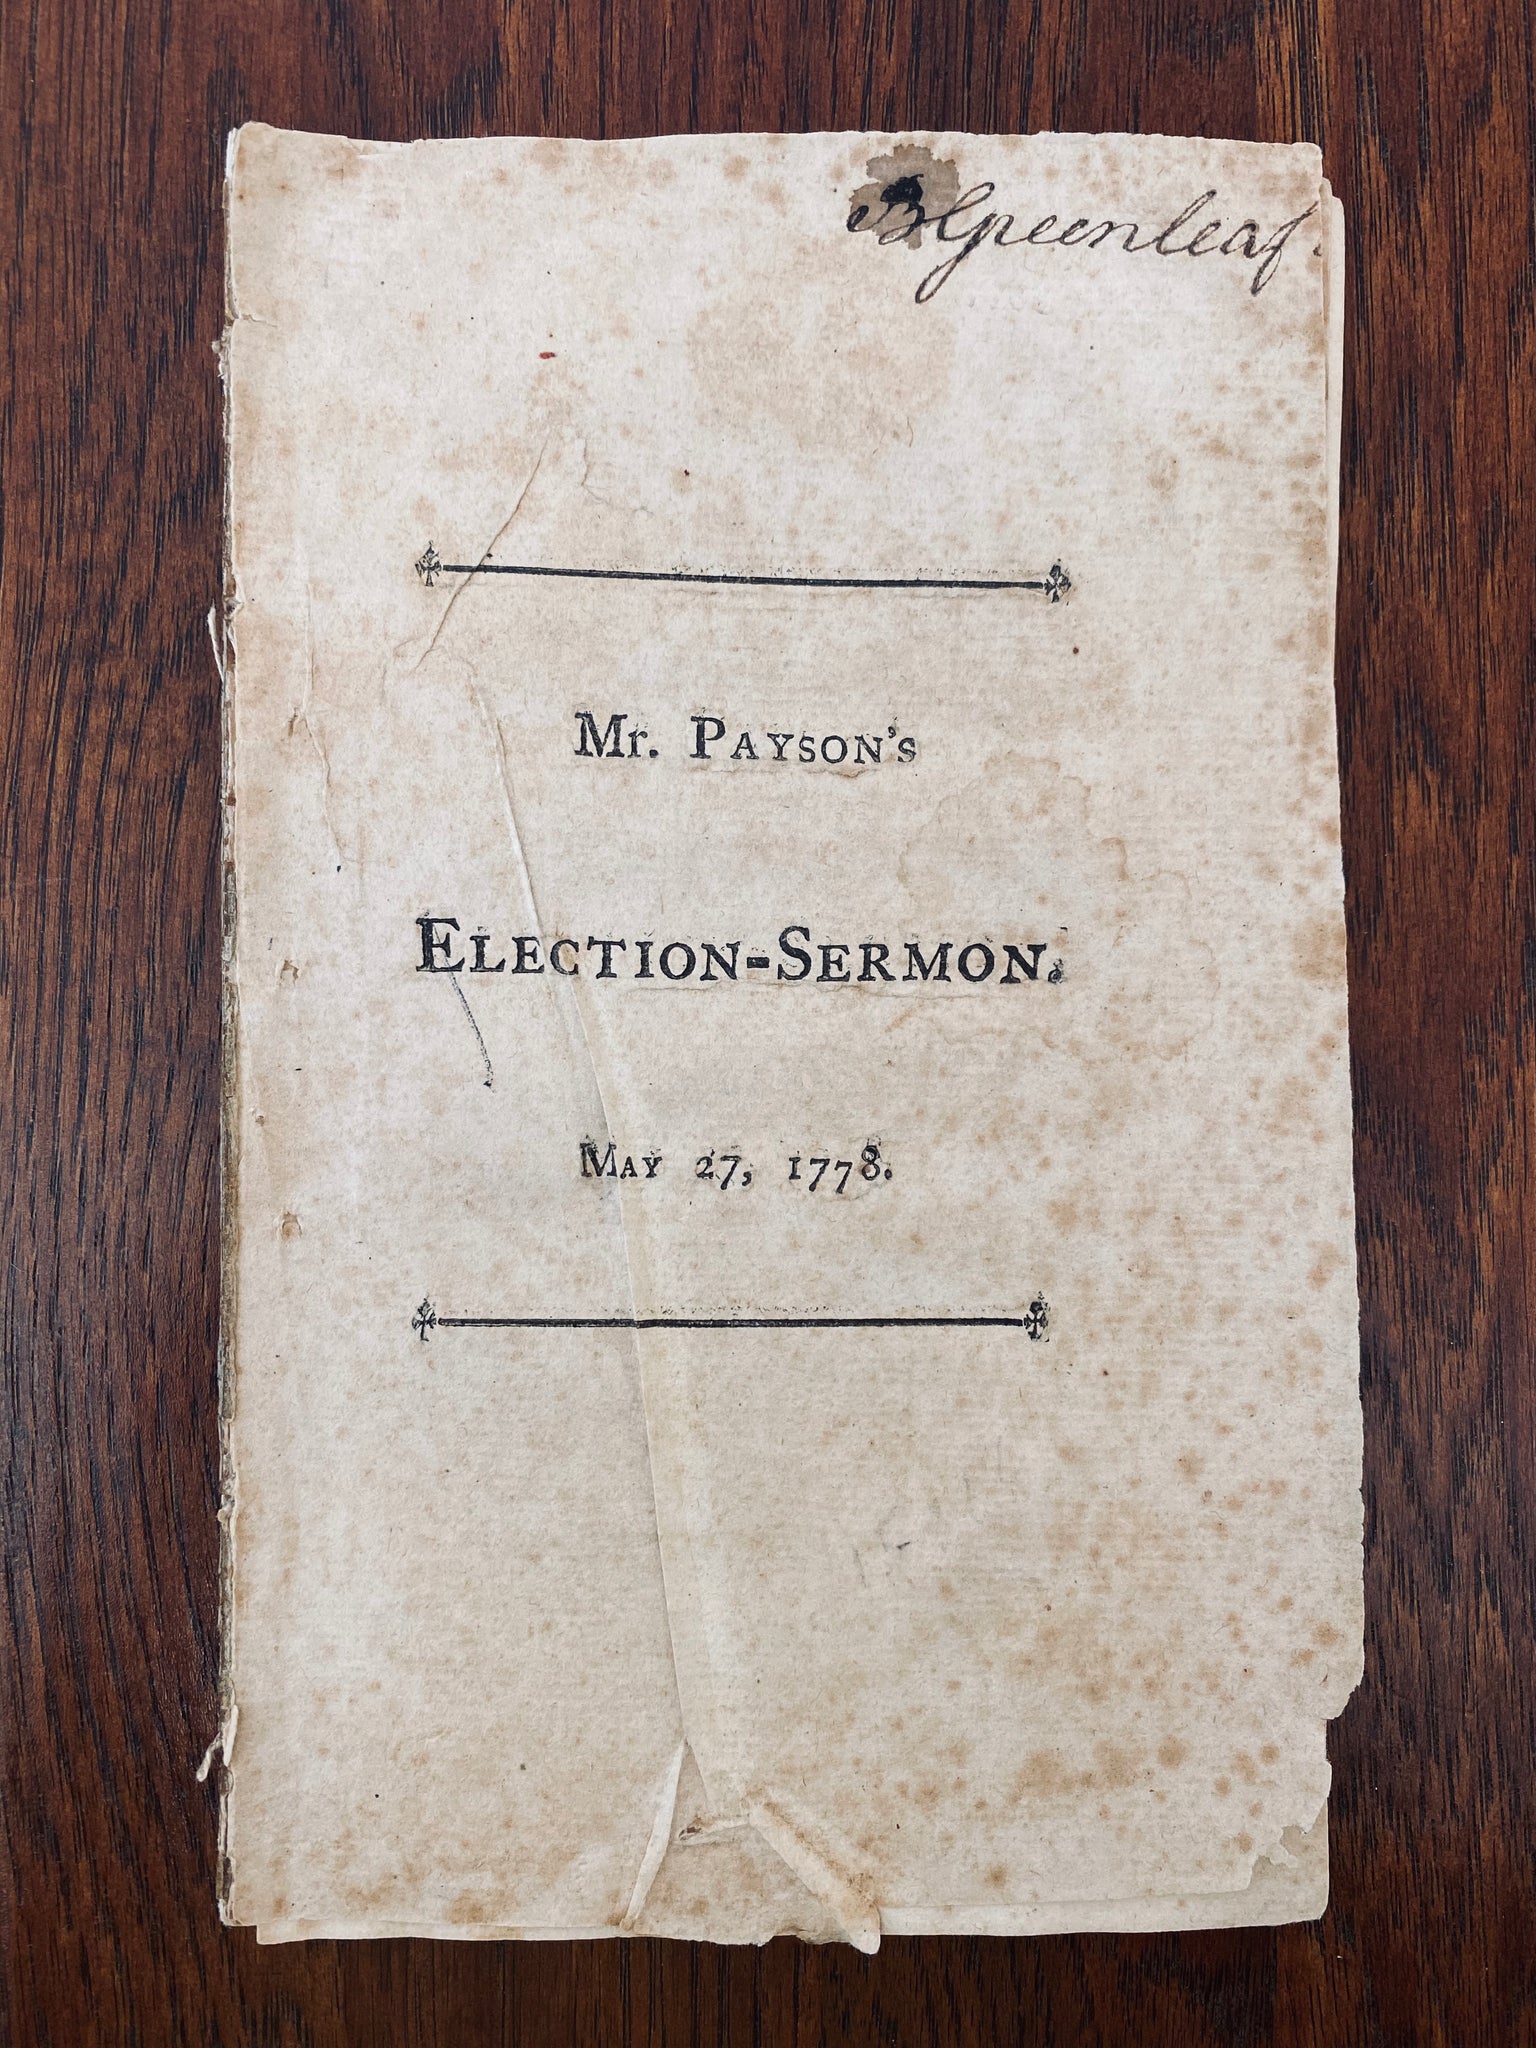 B Greenleaf.
Mr. PAYSON's
ELECTION-SERMON.
MAY 27, 1778.